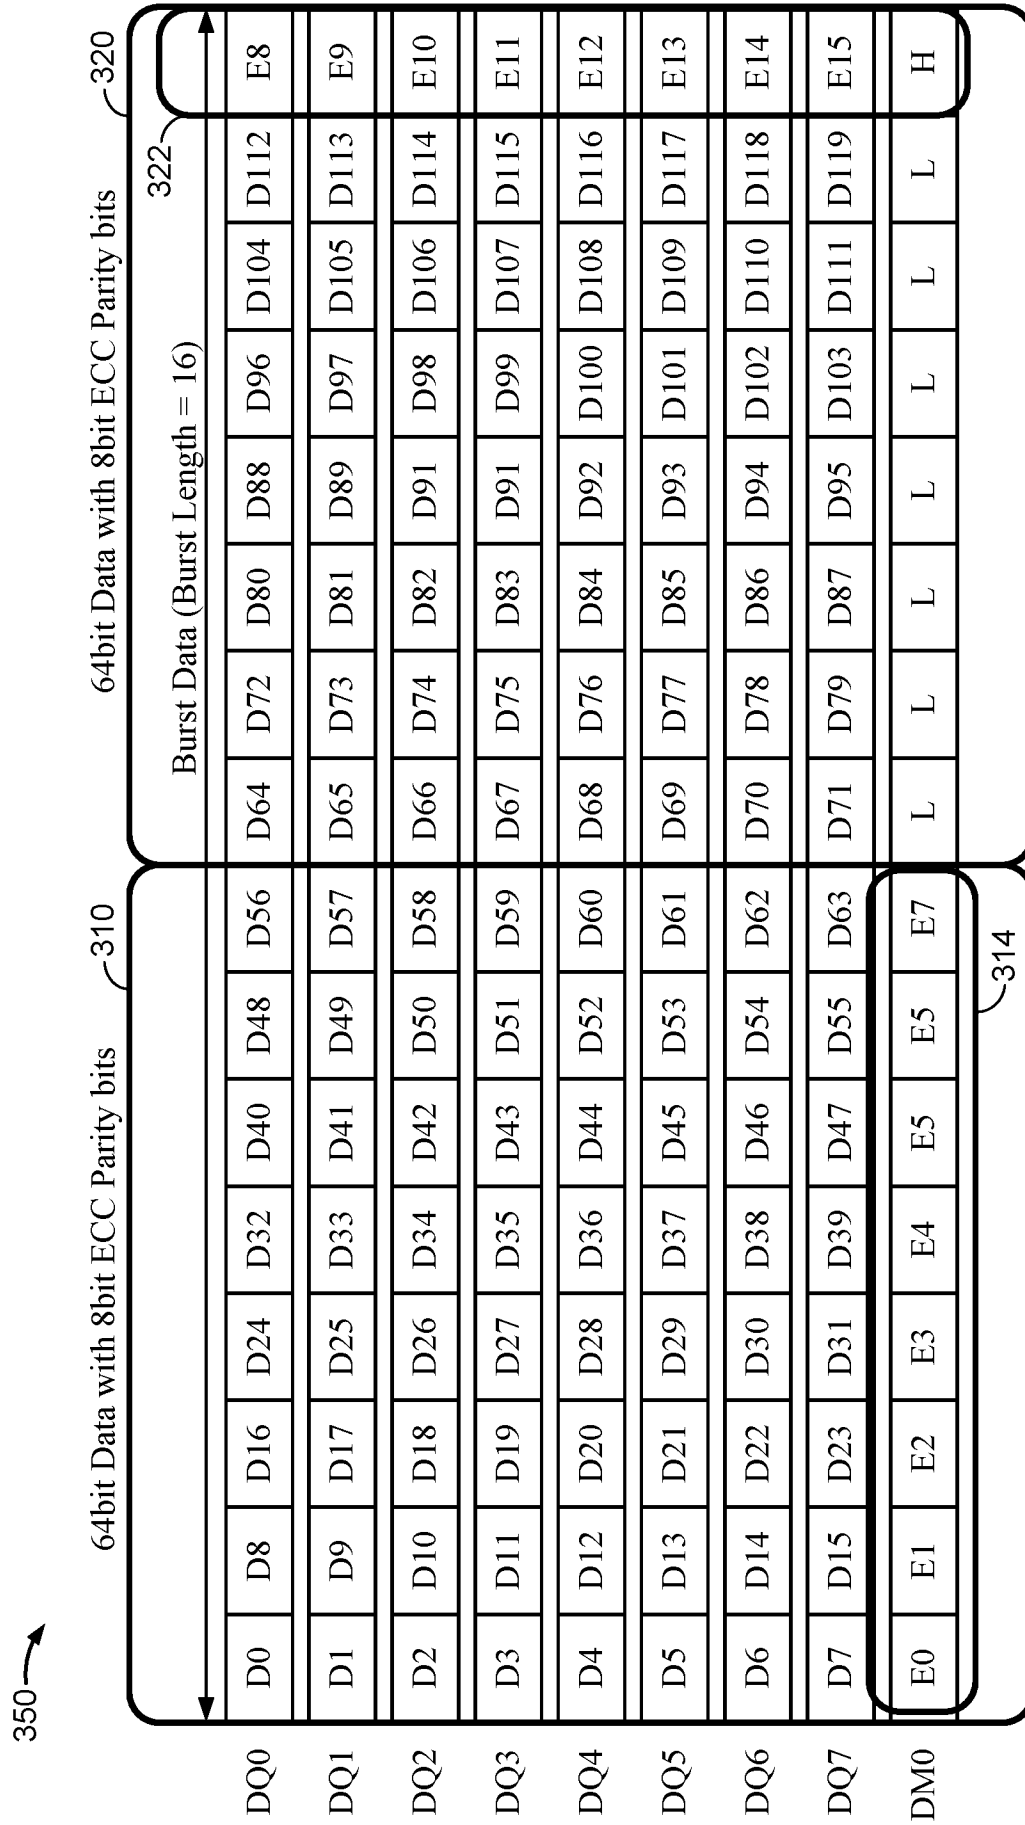 350
64bit Data with 8bit ECC Parity bits 64bit Data with 8bit ECC Parity bits
310 320
322
Burst Data (Burst Length = 16)
DQ0 D0 D8 D16 D24 D32 D40 D48 D56 D64 D72 D80 D88 D96 D104 D112 E8
DQ1 D1 D9 D17 D25 D33 D41 D49 D57 D65 D73 D81 D89 D97 D105 D113 E9
DQ2 D2 D10 D18 D26 D34 D42 D50 D58 D66 D74 D82 D91 D98 D106 D114 E10
DQ3 D3 D11 D19 D27 D35 D43 D51 D59 D67 D75 D83 D91 D99 D107 D115 E11
DQ4 D4 D12 D20 D28 D36 D44 D52 D60 D68 D76 D84 D92 D100 D108 D116 E12
DQ5 D5 D13 D21 D29 D37 D45 D53 D61 D69 D77 D85 D93 D101 D109 D117 E13
DQ6 D6 D14 D22 D30 D38 D46 D54 D62 D70 D78 D86 D94 D102 D110 D118 E14
DQ7 D7 D15 D23 D31 D39 D47 D55 D63 D71 D79 D87 D95 D103 D111 D119 E15
DM0 E0 E1 E2 E3 E4 E5 E5 E7 L L L L L L L H
314